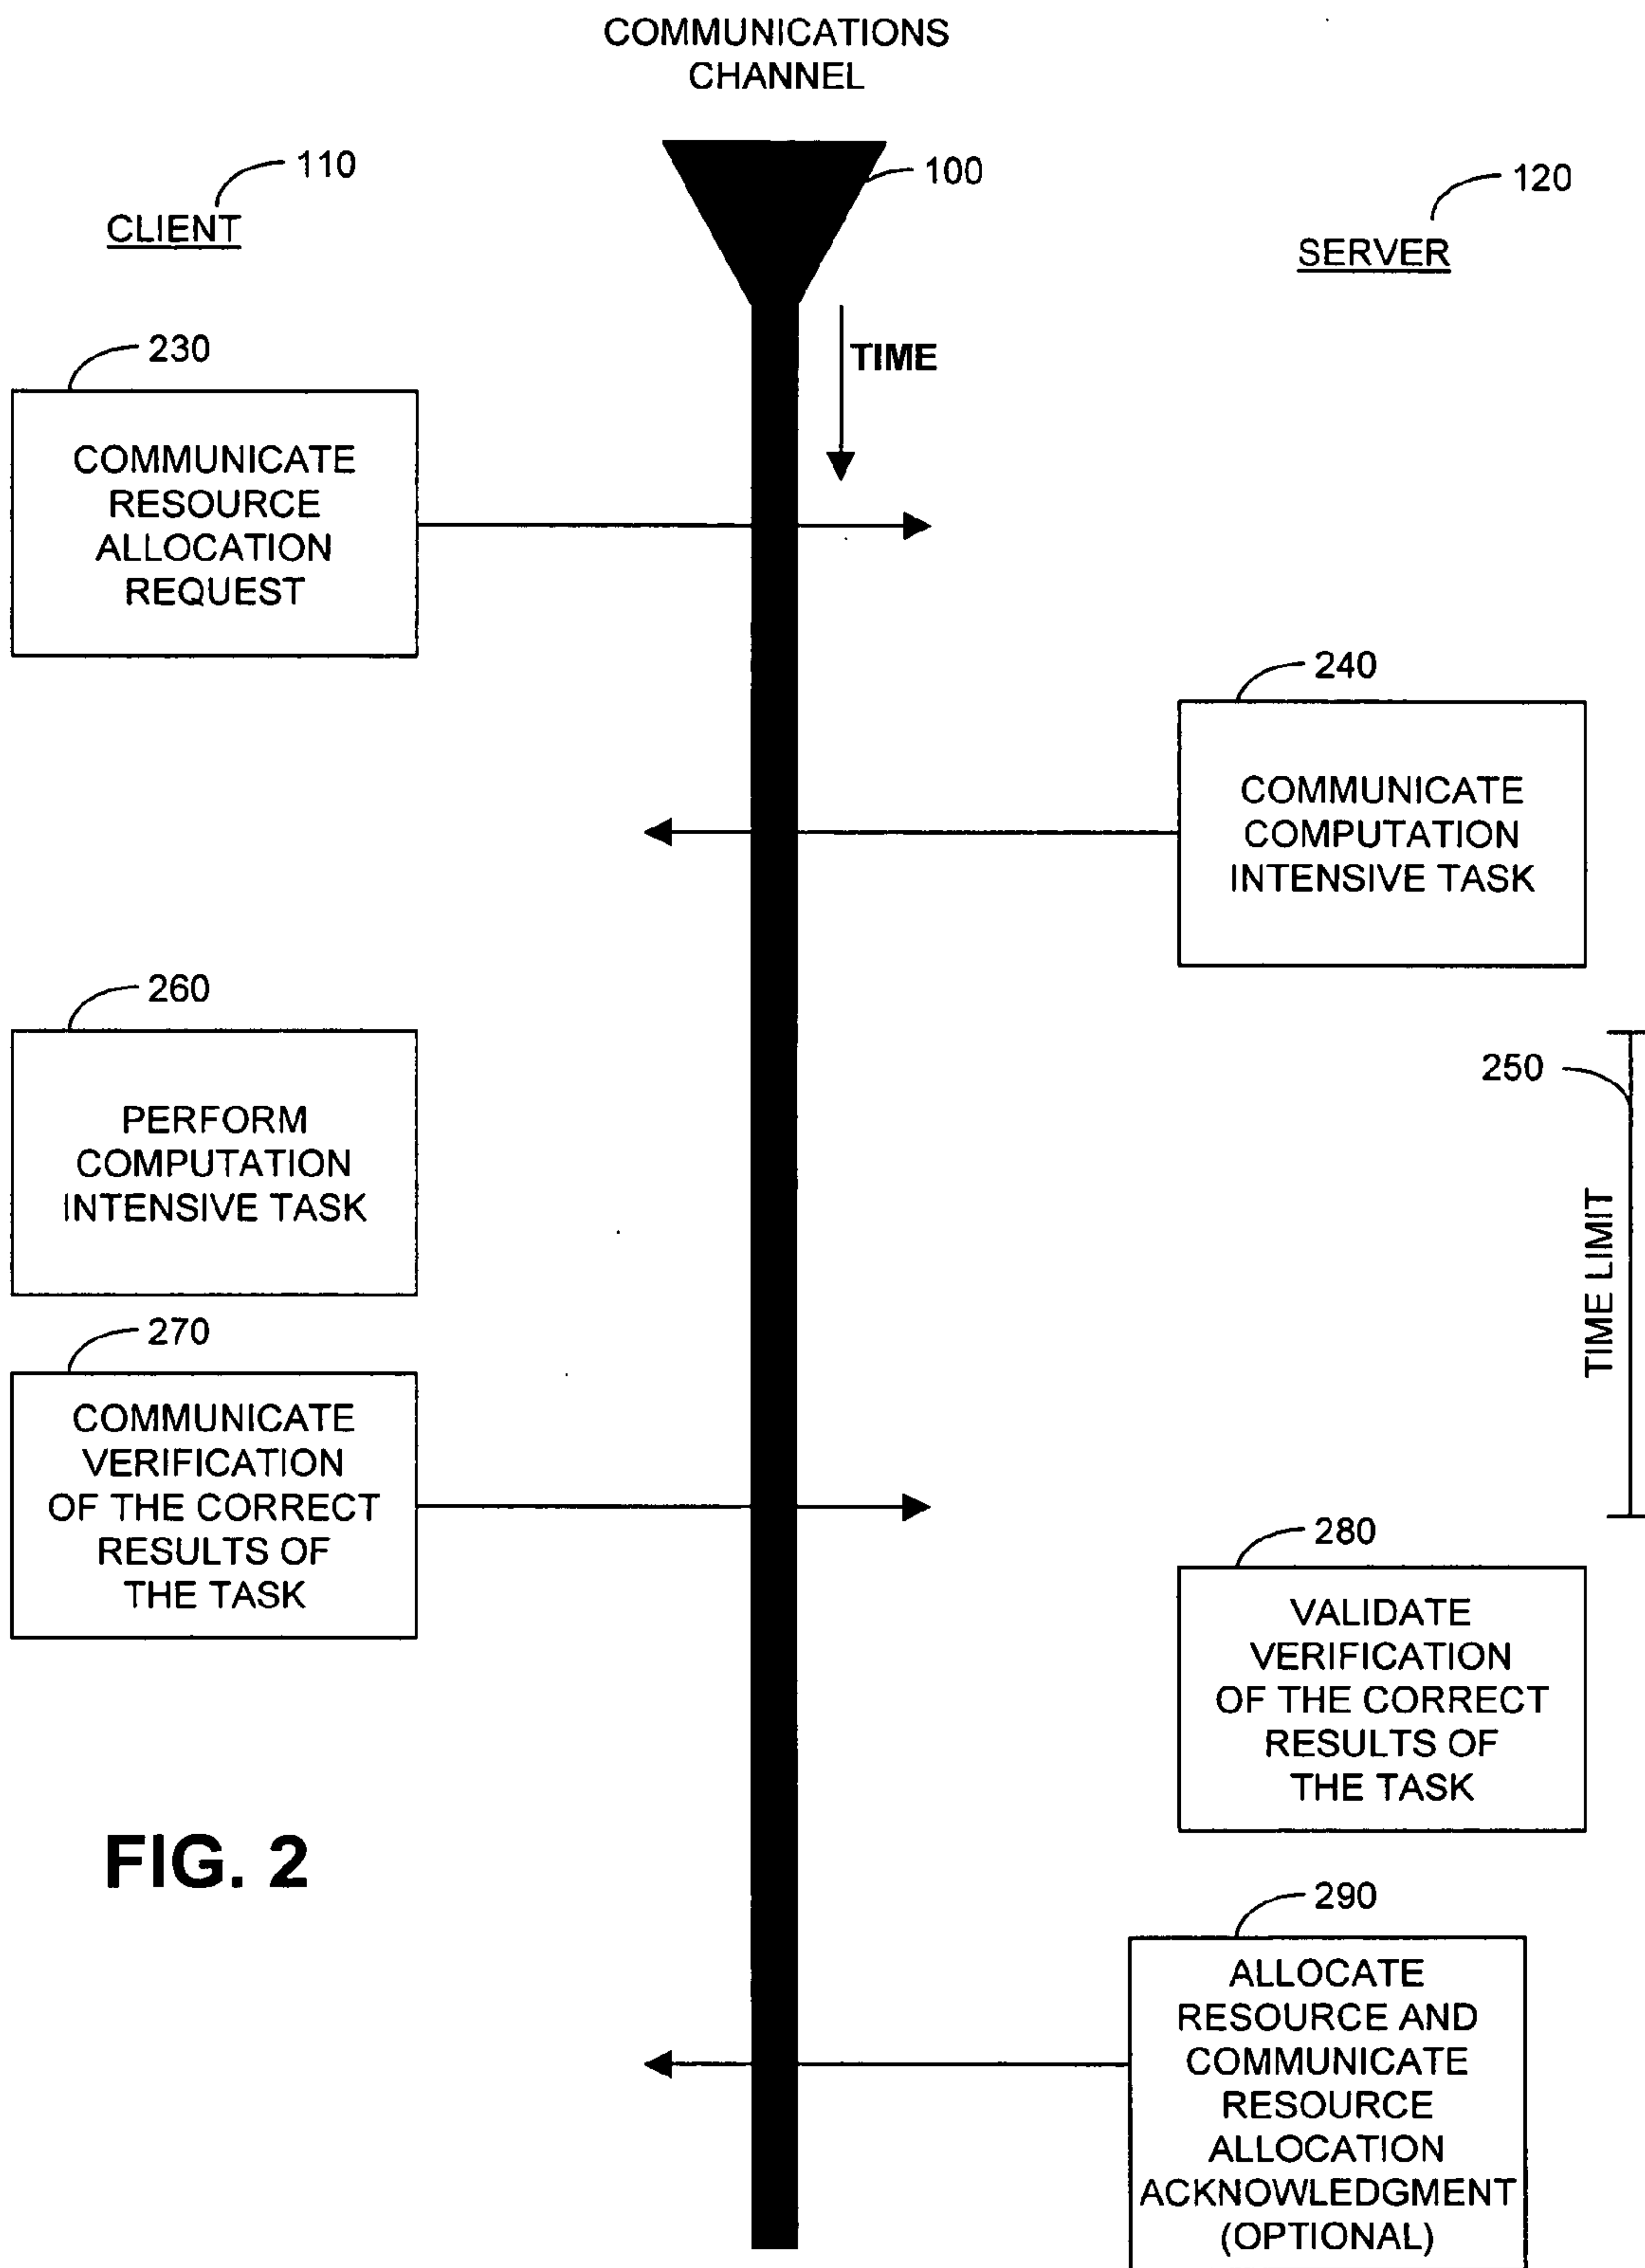 COMMUNICATIONS
CHANNEL
110
100
120
CLIENT
SERVER
230
TIME
COMMUNICATE
RESOURCE
ALLOCATION
REQUEST
240
COMMUNICATE
COMPUTATION
INTENSIVE TASK
260
250
PERFORM
COMPUTATION
INTENSIVE TASK
TIME LIMIT
270
COMMUNICATE
VERIFICATION
OF THE CORRECT
RESULTS OF
THE TASK
280
VALIDATE
VERIFICATION
OF THE CORRECT
RESULTS OF
THE TASK
FIG. 2
290
ALLOCATE
RESOURCE AND
COMMUNICATE
RESOURCE
ALLOCATION
ACKNOWLEDGMENT
(OPTIONAL)